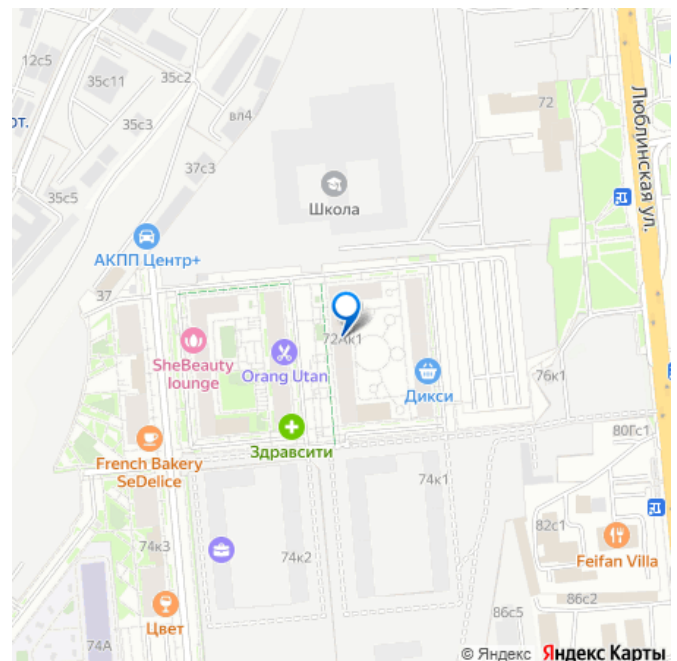 12с5
35с11
35с2
35с3
вл4
72
Люблинская ул.
от.
37с3
35с5
Школа
АКПП Центр+
37
72Ак1
SheBeauty
lounge
Orang Utan
Дикси
76к1
Здравсити
80Гс1
French Bakery
SeDelice
74к1
82с1
74к3
74к2
Feifan Villa
86с2
86с5
74А
Цвет
© Яндекс Яндекс Карты